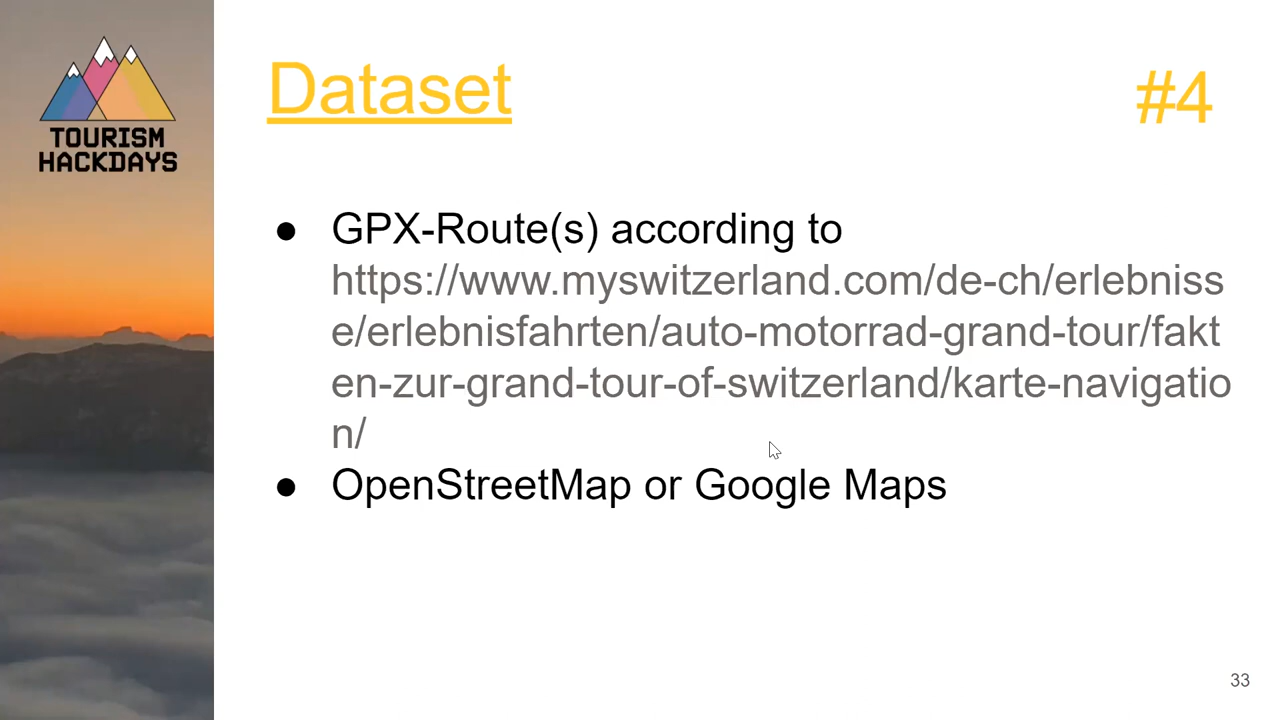 TOURISM
HACKDAYS
Dataset
#4
● GPX-Route(s) according to
https://www.myswitzerland.com/de-ch/erlebniss
e/erlebnisfahrten/auto-motorrad-grand-tour/fakt
en-zur-grand-tour-of-switzerland/karte-navigatio
n/
● OpenStreetMap or Google Maps
33